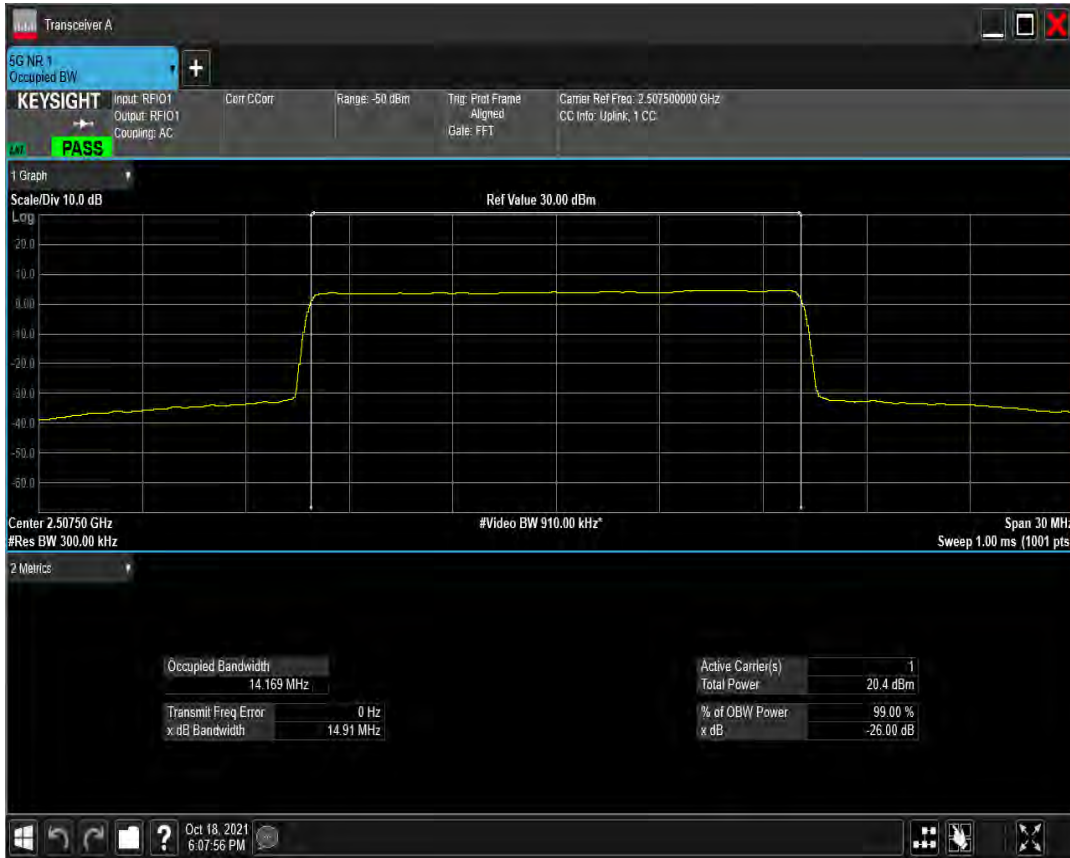 Transceiver A
5G NR 1
Occupied BW
+
KEYSIGHT
Input: RFIO1
Output: RFIO1
Coupling: AC
Corr CCorr
Range: -50 dBm
Trig: Prot Frame
Aligned
Gate: FFT
Carrier Ref Freq: 2.507500000 GHz
CC Info: Uplink, 1 CC
PASS
1 Graph
Scale/Div 10.0 dB
Ref Value 30.00 dBm
Log
20.0
10.0
0.00
-10.0
-20.0
-30.0
-40.0
-50.0
-60.0
Center 2.50750 GHz
#Video BW 910.00 kHz*
Span 30 MHz
#Res BW 300.00 kHz
Sweep 1.00 ms (1001 pts
2 Metrics
Occupied Bandwidth
14.169 MHz
Transmit Freq Error 0 Hz
x dB Bandwidth 14.91 MHz
Active Carrier(s) 1
Total Power 20.4 dBm
% of OBW Power 99.00 %
x dB -26.00 dB
?
Oct 18, 2021
6:07:56 PM